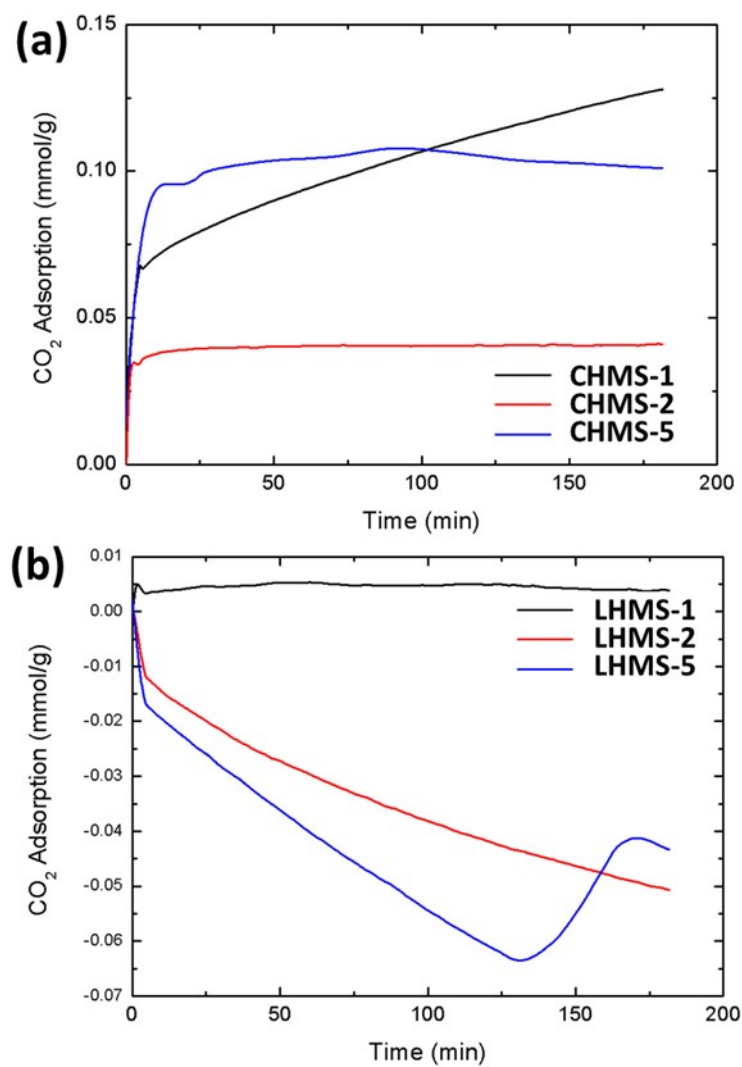 (a)
0.15
0.10
0.05
0.00
CO2 Adsorption (mmol/g)
CHMS-1
CHMS-2
CHMS-5
0
50
100
150
200
Time (min)
(b)
0.01
0.00
-0.01
-0.02
-0.03
-0.04
-0.05
-0.06
-0.07
CO2 Adsorption (mmol/g)
LHMS-1
LHMS-2
LHMS-5
0
50
100
150
200
Time (min)